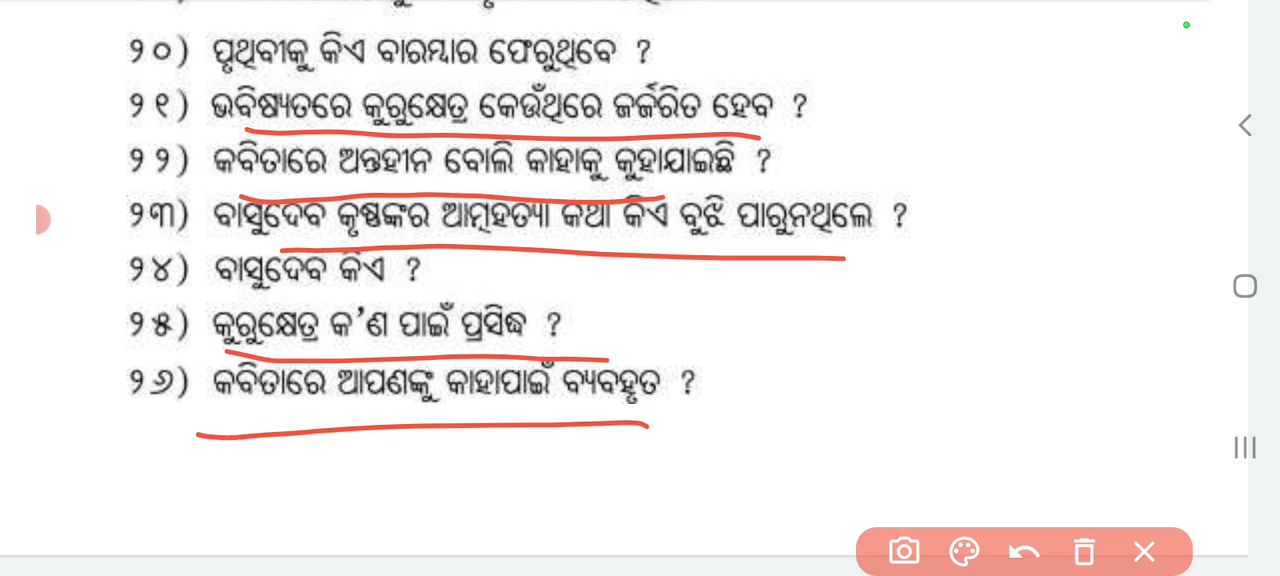 ୨୦) ପୃଥିବୀକୁ କିଏ ବାରମ୍ବାର ଫେରୁଥିବେ ?
୨୧) ଭବିଷ୍ୟତରେ କୁରୁକ୍ଷେତ୍ର କେଉଁଥିରେ ଜର୍ଜରିତ ହେବ ?
୨୨) କବିତାରେ ଅନ୍ତହୀନ ବୋଲି କାହାକୁ କୁହାଯାଇଛି ?
୨୩) ବାସୁଦେବ କୃଷ୍ଣଙ୍କର ଆତ୍ମହତ୍ୟା କଥା କିଏ ବୁଝି ପାରୁନଥିଲେ ?
୨୪) ବାସୁଦେବ କିଏ ?
୨୫) କୁରୁକ୍ଷେତ୍ର କ'ଣ ପାଇଁ ପ୍ରସିଦ୍ଧ ?
୨୬) କବିତାରେ ଆପଣଙ୍କୁ କାହାପାଇଁ ବ୍ୟବହୃତ ?